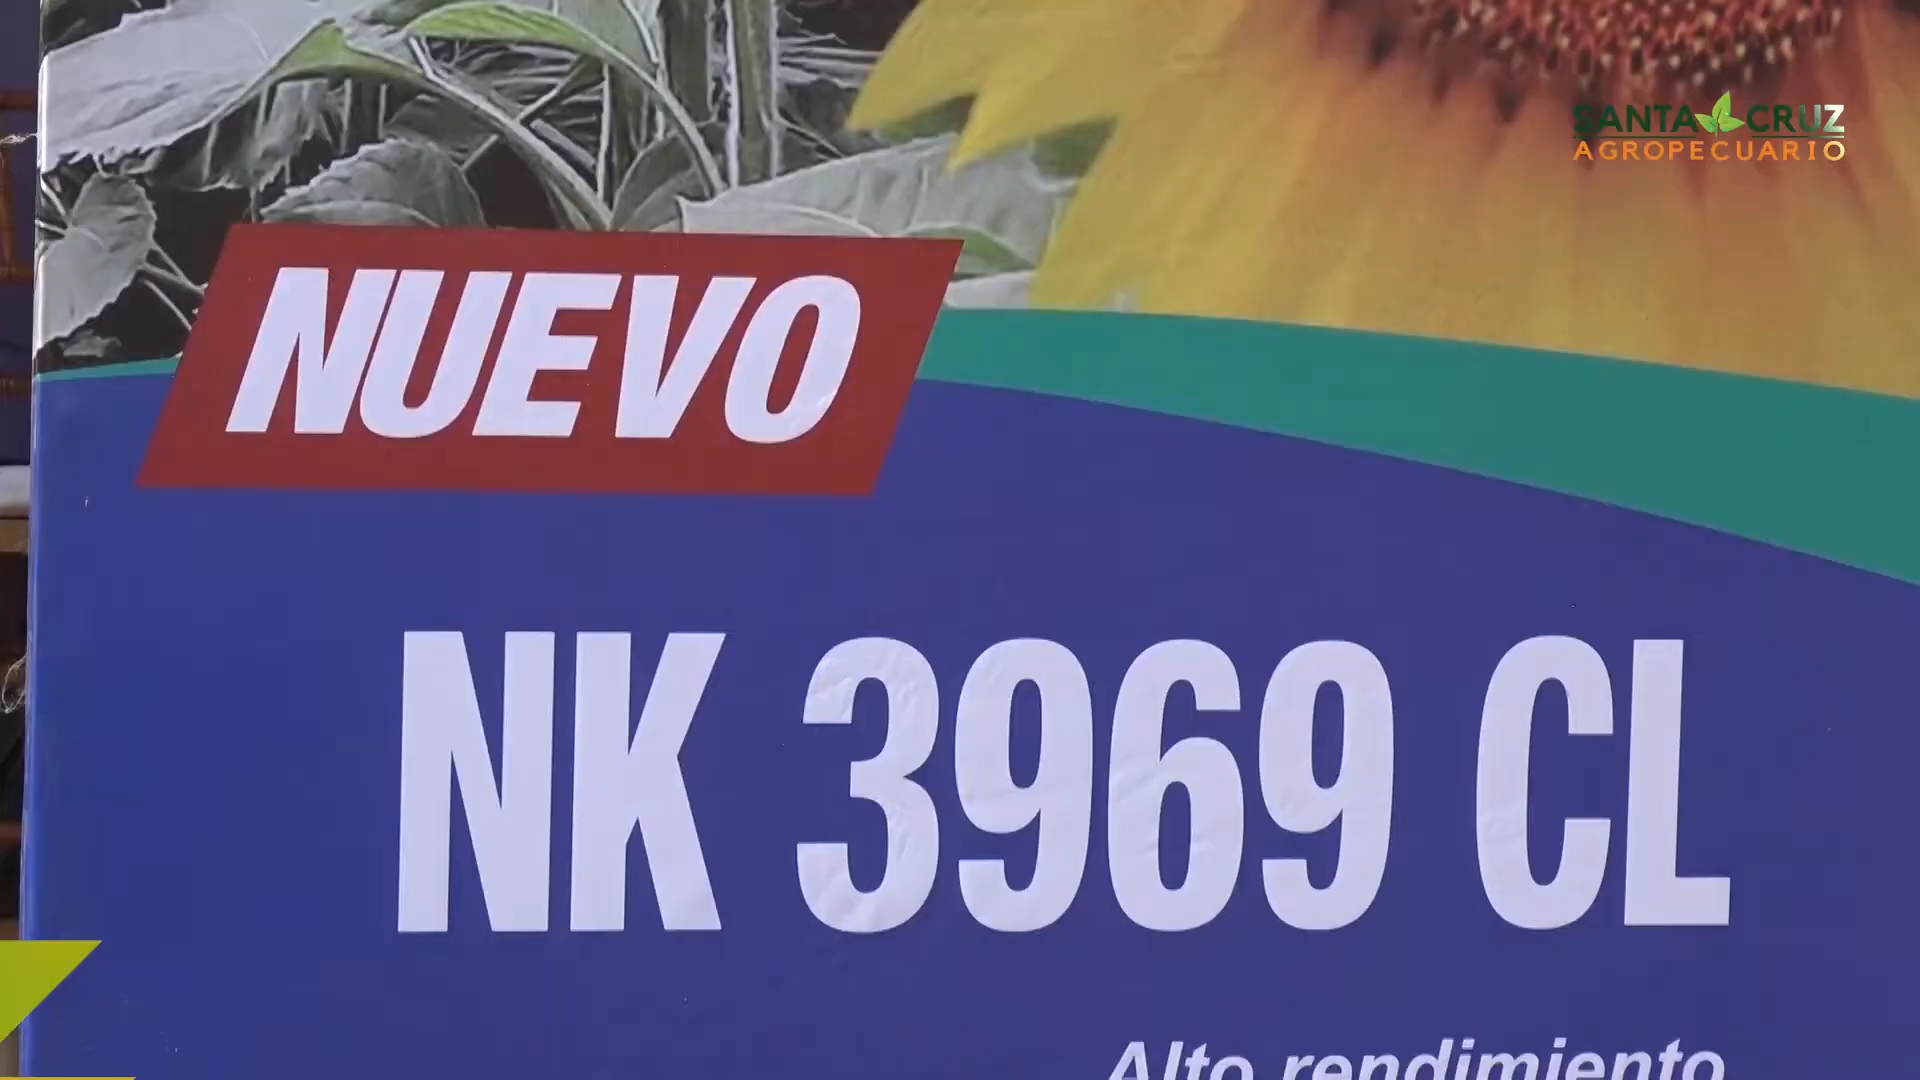 SANTA CRUZ
AGROPECUARIO
NUEVO
NK 3969 CL
Alto rendimiento